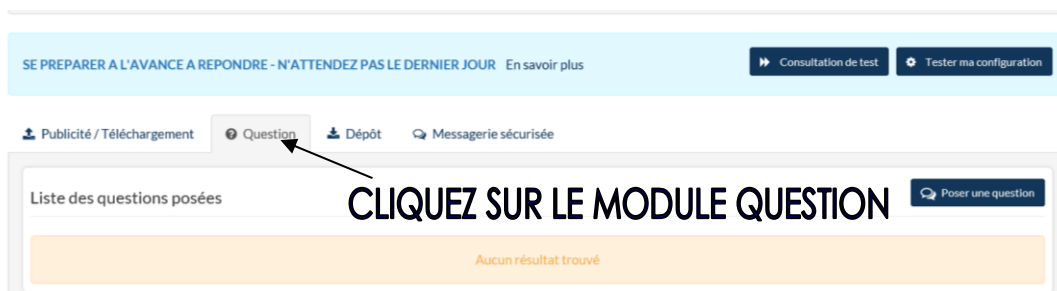 SE PREPARER A L'AVANCE A REPONDRE - N'ATTENDEZ PAS LE DERNIER JOUR En savoir plus
Consultation de test
Tester ma configuration
Publicité / Téléchargement
Question
Dépôt
Messagerie sécurisée
Liste des questions posées
CLIQUEZ SUR LE MODULE QUESTION
Poser une question
Aucun résultat trouvé